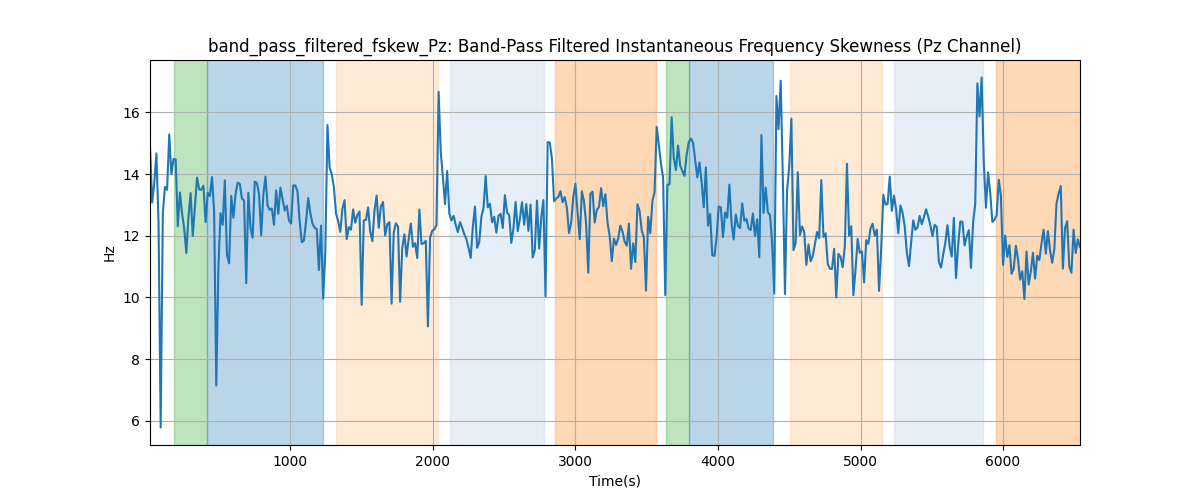 band_pass_filtered_fskew_Pz: Band-Pass Filtered Instantaneous Frequency Skewness (Pz Channel)
Hz
16
14
12
10
8
6
1000 2000 3000 4000 5000 6000
Time(s)